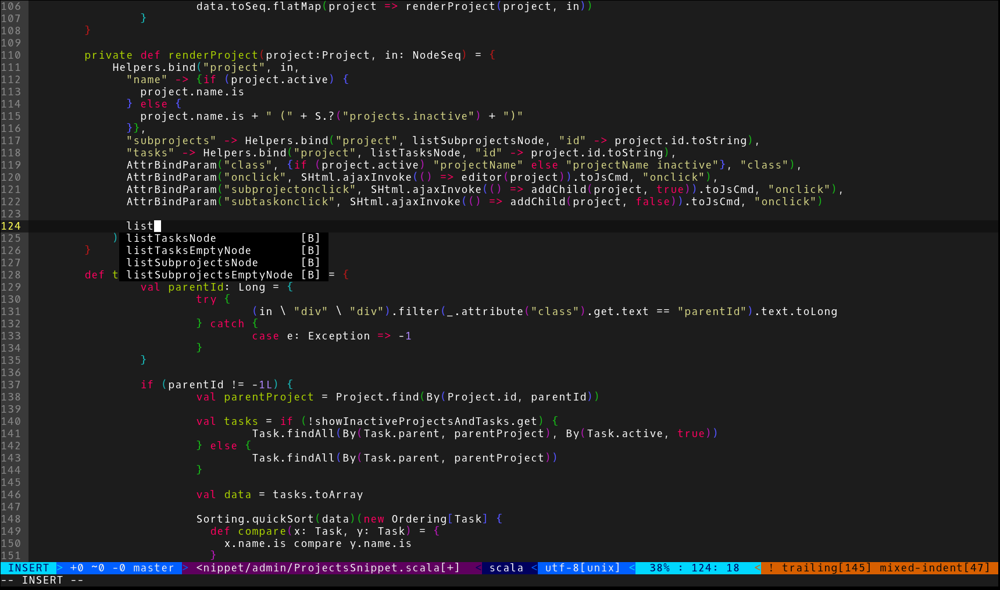 106                         data.toSeq.flatMap(project => renderProject(project, in))
107                 }
108         }
109
110         private def renderProject(project:Project, in: NodeSeq) = {
111             Helpers.bind("project", in,
112               "name" -> {if (project.active) {
113                 project.name.is
114               } else {
115                 project.name.is + " (" + S.?("projects.inactive") + ")"
116               }},
117               "subprojects" -> Helpers.bind("project", listSubprojectsNode, "id" -> project.id.toString),
118               "tasks" -> Helpers.bind("project", listTasksNode, "id" -> project.id.toString),
119               AttrBindParam("class", {if (project.active) "projectName" else "projectName inactive"}, "class"),
120               AttrBindParam("onclick", SHtml.ajaxInvoke(() => editor(project)).toJsCmd, "onclick"),
121               AttrBindParam("subprojectonclick", SHtml.ajaxInvoke(() => addChild(project, true)).toJsCmd, "onclick"),
122               AttrBindParam("subtaskonclick", SHtml.ajaxInvoke(() => addChild(project, false)).toJsCmd, "onclick")
123
124               list
125             ) listTasksNode            [B]
126         }     listTasksEmptyNode       [B]
127               listSubprojectsNode      [B]
128         def t listSubprojectsEmptyNode [B] = {
129                 val parentId: Long = {
130                         try {
131                                 (in \ "div" \ "div").filter(_.attribute("class").get.text == "parentId").text.toLong
132                         } catch {
133                                 case e: Exception => -1
134                         }
135                 }
136
137                 if (parentId != -1L) {
138                         val parentProject = Project.find(By(Project.id, parentId))
139
140                         val tasks = if (!showInactiveProjectsAndTasks.get) {
141                                 Task.findAll(By(Task.parent, parentProject), By(Task.active, true))
142                         } else {
143                                 Task.findAll(By(Task.parent, parentProject))
144                         }
145
146                         val data = tasks.toArray
147
148                         Sorting.quickSort(data)(new Ordering[Task] {
149                           def compare(x: Task, y: Task) = {
150                             x.name.is compare y.name.is
151                           }
INSERT > +0 ~0 -0 master > <nippet/admin/ProjectsSnippet.scala[+] < scala < utf-8[unix] < 38% : 124: 18 < ! trailing[145] mixed-indent[47]
-- INSERT --